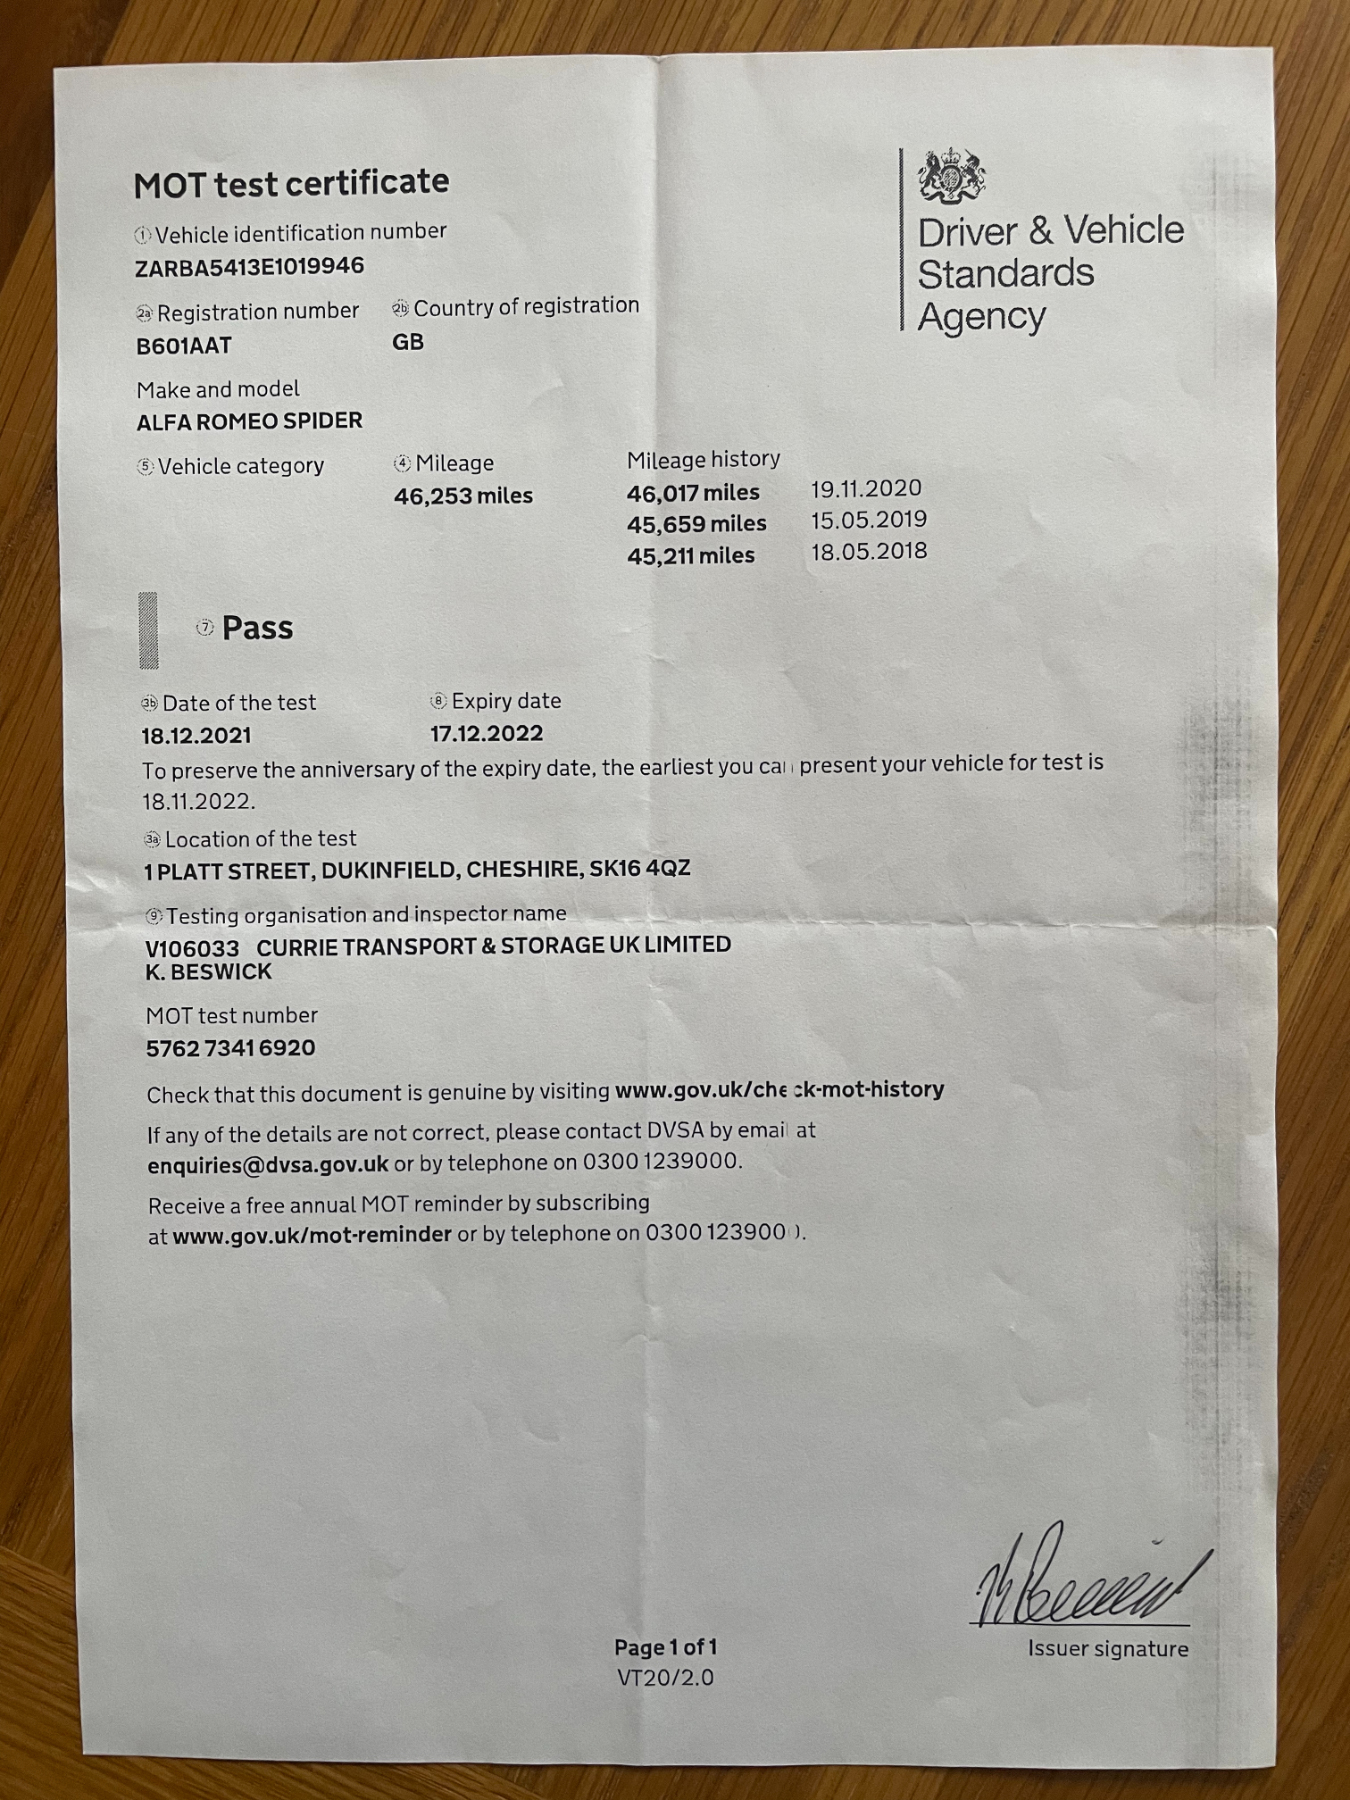 MOT test certificate
Driver & Vehicle
Standards
Agency
1 Vehicle identification number
ZARBA5413E1019946
2a Registration number 2b Country of registration
B601AAT GB
Make and model
ALFA ROMEO SPIDER
5 Vehicle category 4 Mileage Mileage history
46,253 miles 46,017 miles 19.11.2020
45,659 miles 15.05.2019
45,211 miles 18.05.2018
7 Pass
3b Date of the test 8 Expiry date
18.12.2021 17.12.2022
To preserve the anniversary of the expiry date, the earliest you can present your vehicle for test is
18.11.2022.
3a Location of the test
1 PLATT STREET, DUKINFIELD, CHESHIRE, SK16 4QZ
9 Testing organisation and inspector name
V106033 CURRIE TRANSPORT & STORAGE UK LIMITED
K. BESWICK
MOT test number
5762 7341 6920
Check that this document is genuine by visiting www.gov.uk/check-mot-history
If any of the details are not correct, please contact DVSA by email at
enquiries@dvsa.gov.uk or by telephone on 0300 1239000.
Receive a free annual MOT reminder by subscribing
at www.gov.uk/mot-reminder or by telephone on 0300 1239000.
Issuer signature
Page 1 of 1
VT20/2.0